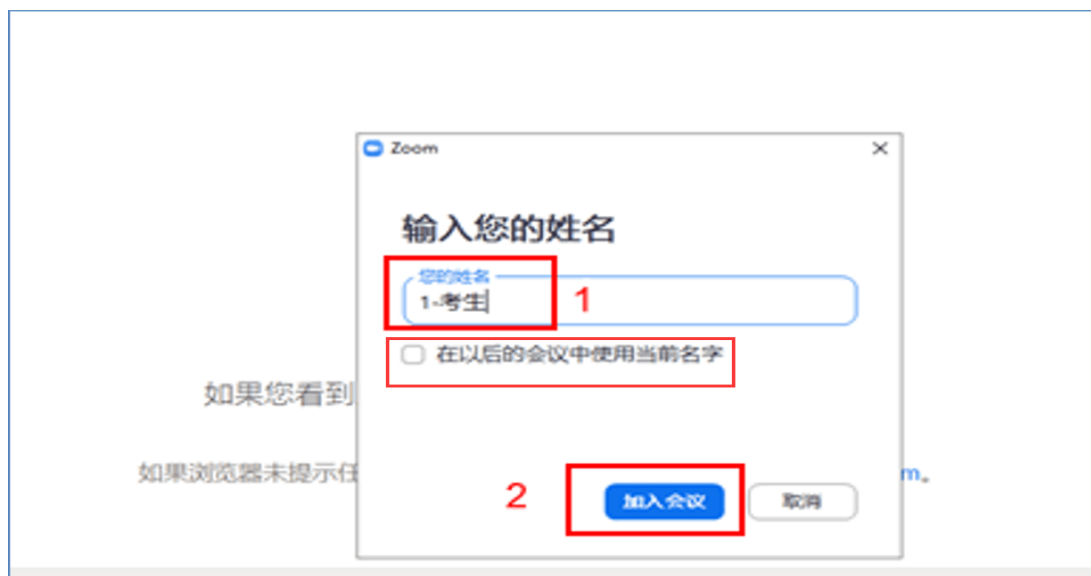 Zoom
输入您的姓名
您的姓名
1-考生
1
在以后的会议中使用当前名字
如果您看到
如果浏览器未提示任
m。
2
加入会议
取消